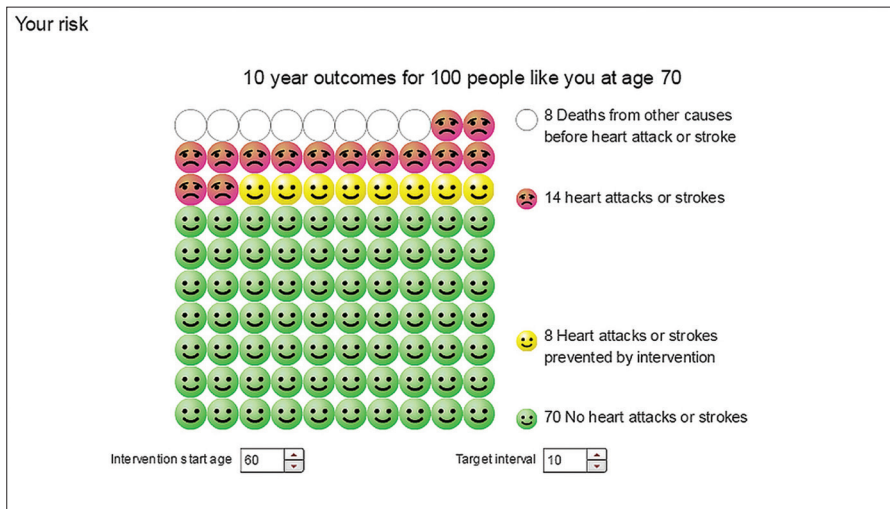 Your risk
10 year outcomes for 100 people like you at age 70
8 Deaths from other causes
before heart attack or stroke
14 heart attacks or strokes
8 Heart attacks or strokes
prevented by intervention
70 No heart attacks or strokes
Intervention start age 60 Target interval 10